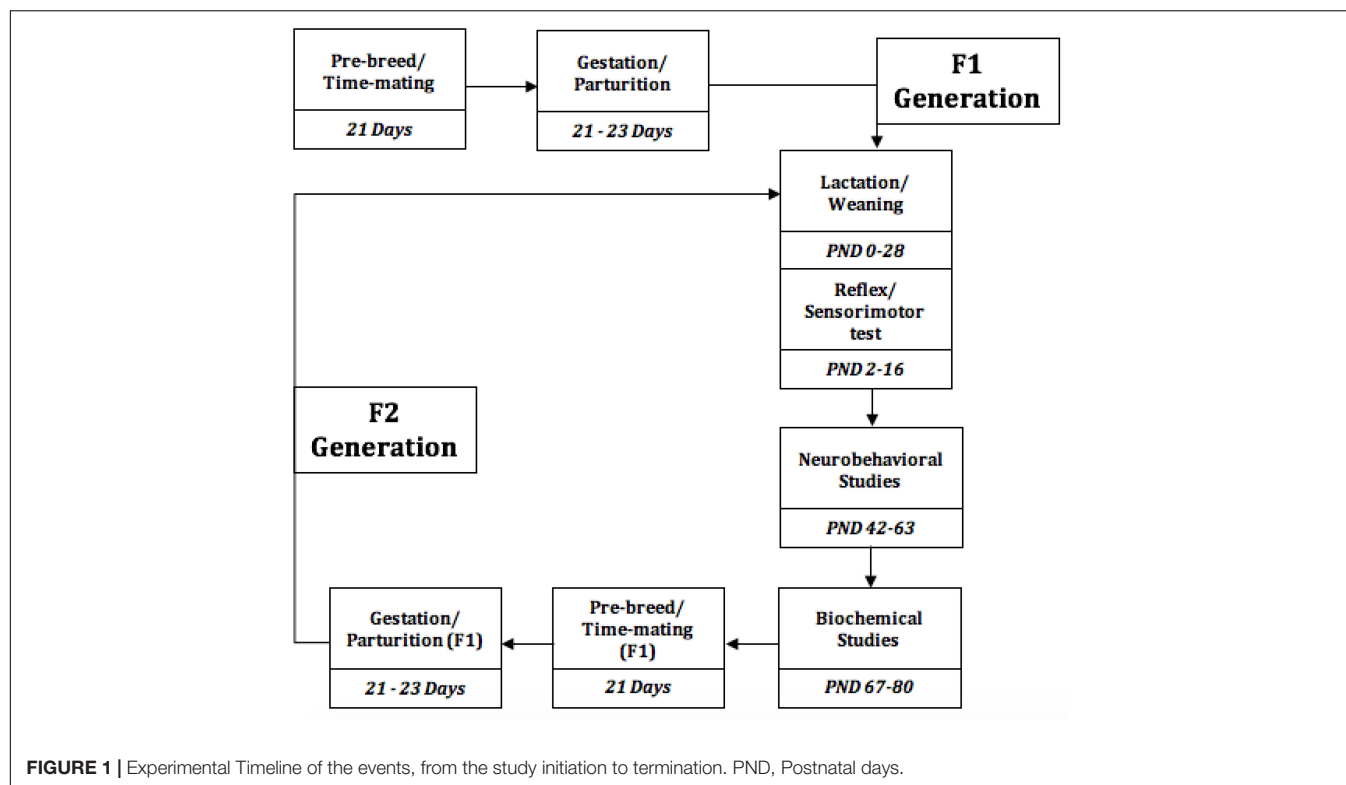 Pre-breed/
Time-mating
21 Days
Gestation/
Parturition
21 - 23 Days
F1
Generation
Lactation/
Weaning
PND 0-28
Reflex/
Sensorimotor
test
PND 2-16
F2
Generation
Neurobehavioral
Studies
PND 42-63
Gestation/
Parturition (F1)
21 - 23 Days
Pre-breed/
Time-mating
(F1)
21 Days
Biochemical
Studies
PND 67-80
FIGURE 1 | Experimental Timeline of the events, from the study initiation to termination. PND, Postnatal days.